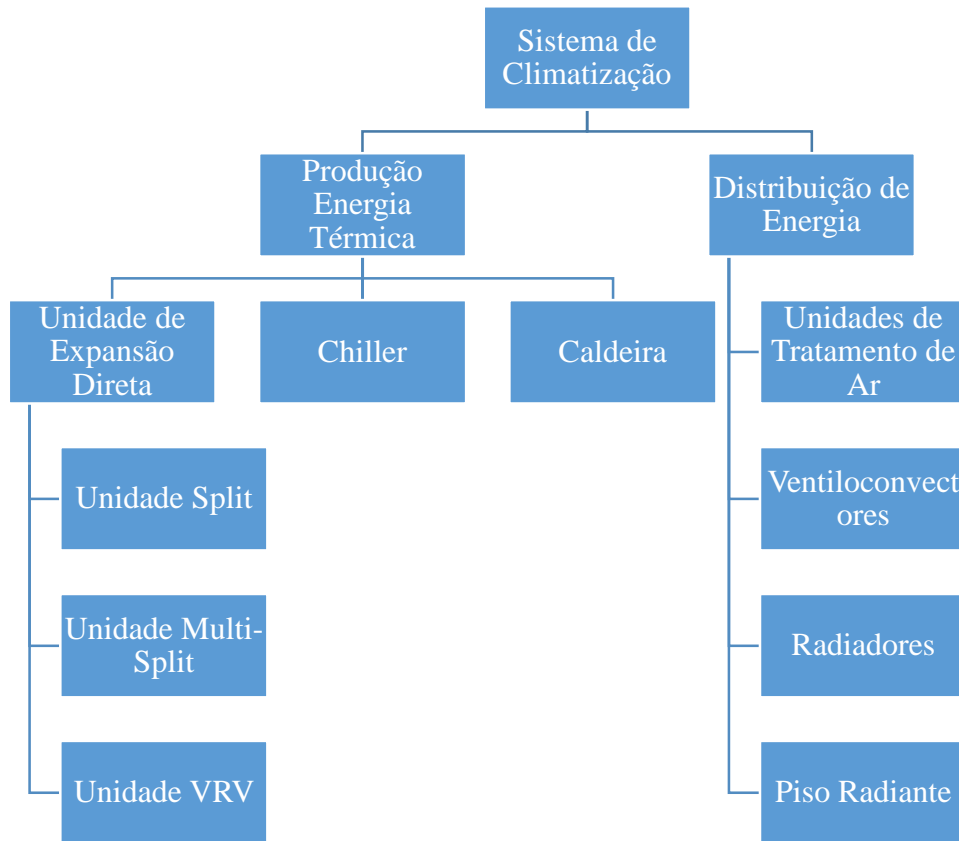 Sistema de
Climatização
Produção
Energia
Térmica
Distribuição de
Energia
Unidade de
Expansão
Direta
Chiller
Caldeira
Unidades de
Tratamento de
Ar
Unidade Split
Ventiloconvect
ores
Unidade Multi-
Split
Radiadores
Unidade VRV
Piso Radiante